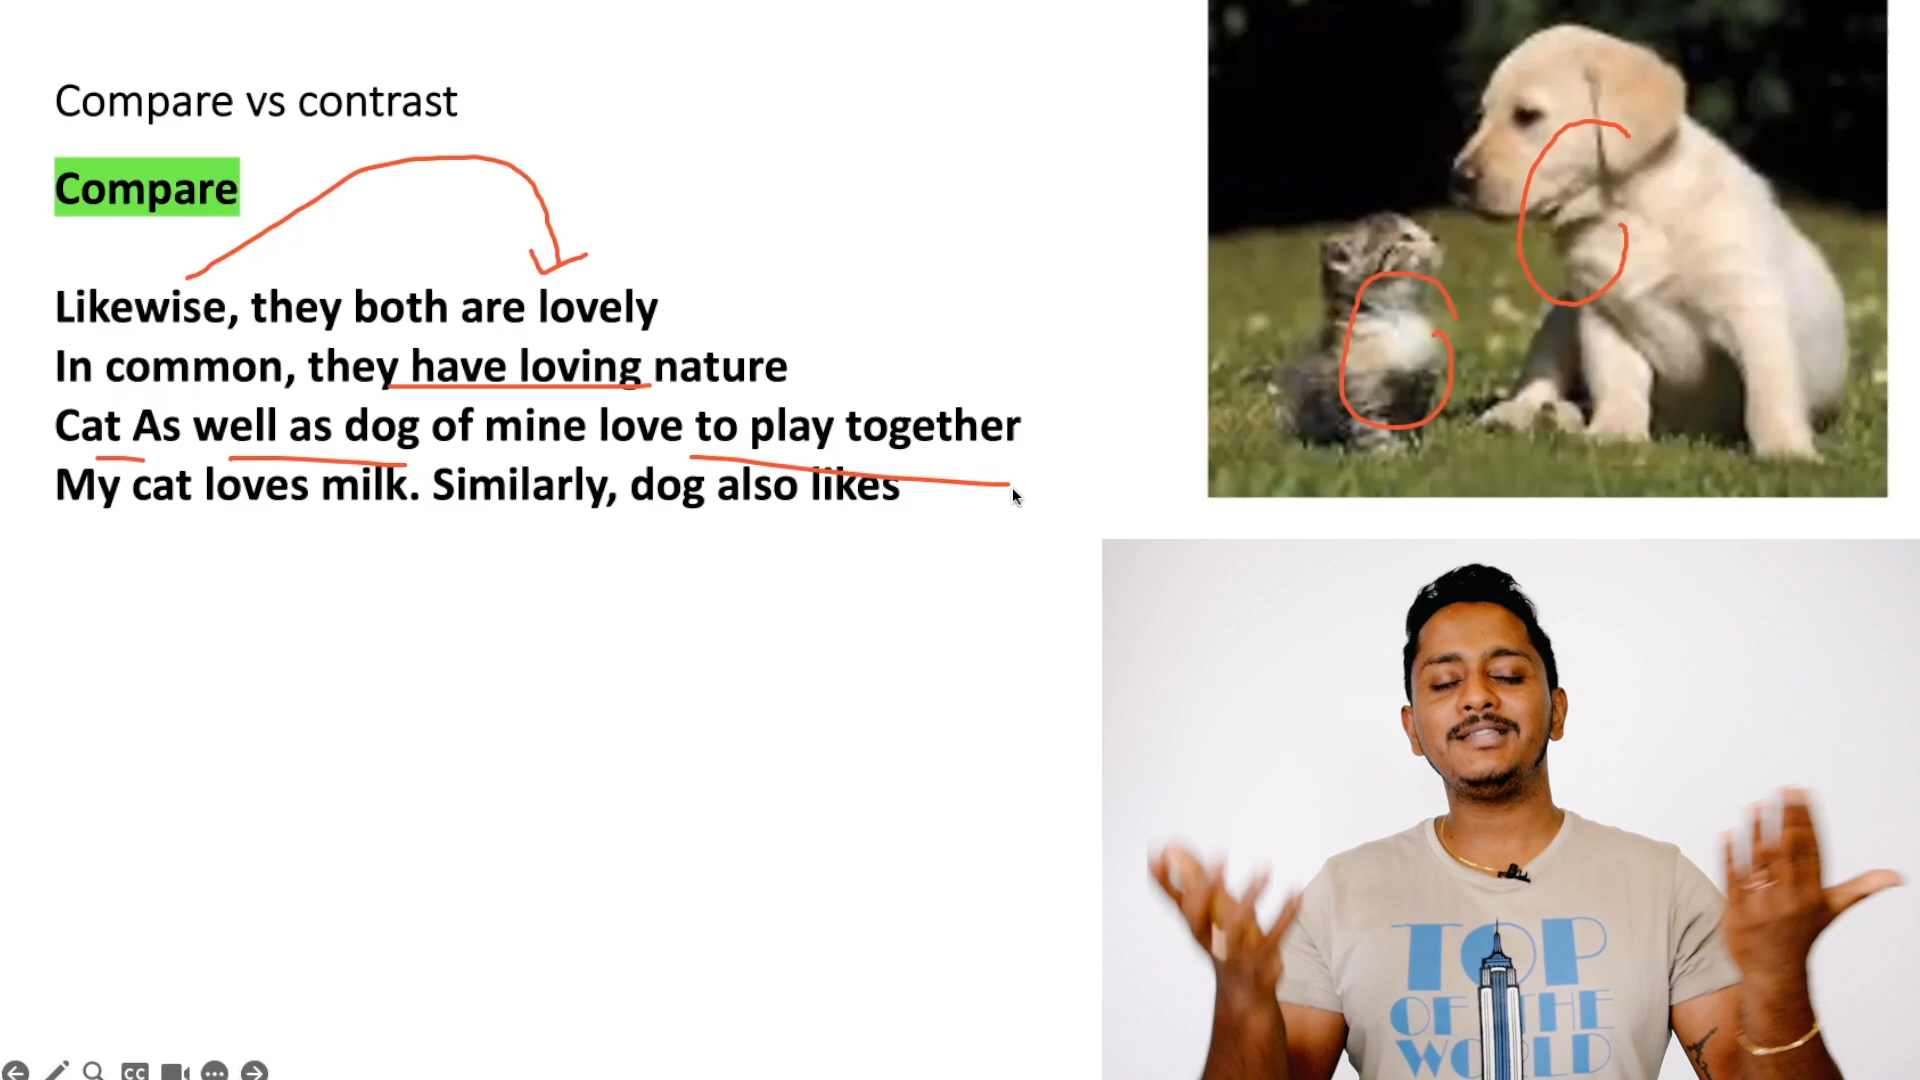 Compare vs contrast
Compare
Likewise, they both are lovely
In common, they have loving nature
Cat As well as dog of mine love to play together
My cat loves milk. Similarly, dog also likes
TOP
OF THE
WORLD
CC